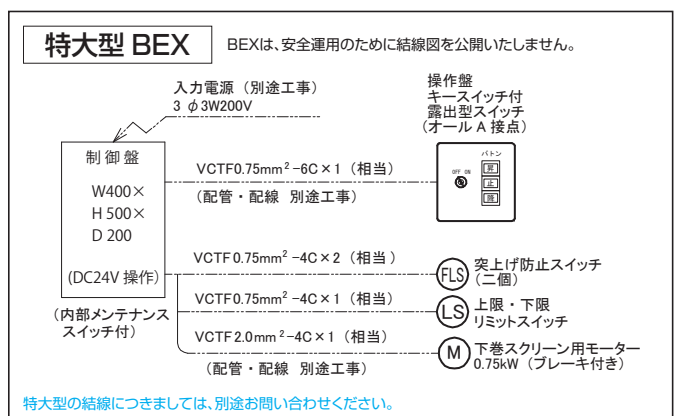 特大型 BEX
BEXは、安全運用のために結線図を公開いたしません。
入力電源（別途工事）
3 φ3W200V
操作盤
キースイッチ付
露出型スイッチ
（オール A 接点）
制 御 盤
W400×
H 500×
D 200
(DC24V 操作)
（内部メンテナンス
スイッチ付）
VCTF0.75mm²-6C×1（相当）
（配管・配線 別途工事）
バトン
OFF ON
昇
止
降
VCTF0.75mm²-4C×2（相当）
FLS
突上げ防止スイッチ
（二個）
VCTF0.75mm²-4C×1（相当）
LS
上限・下限
リミットスイッチ
VCTF2.0mm²-4C×1（相当）
（配管・配線 別途工事）
M
下巻スクリーン用モーター
0.75kW（ブレーキ付き）
特大型の結線につきましては、別途お問い合わせください。